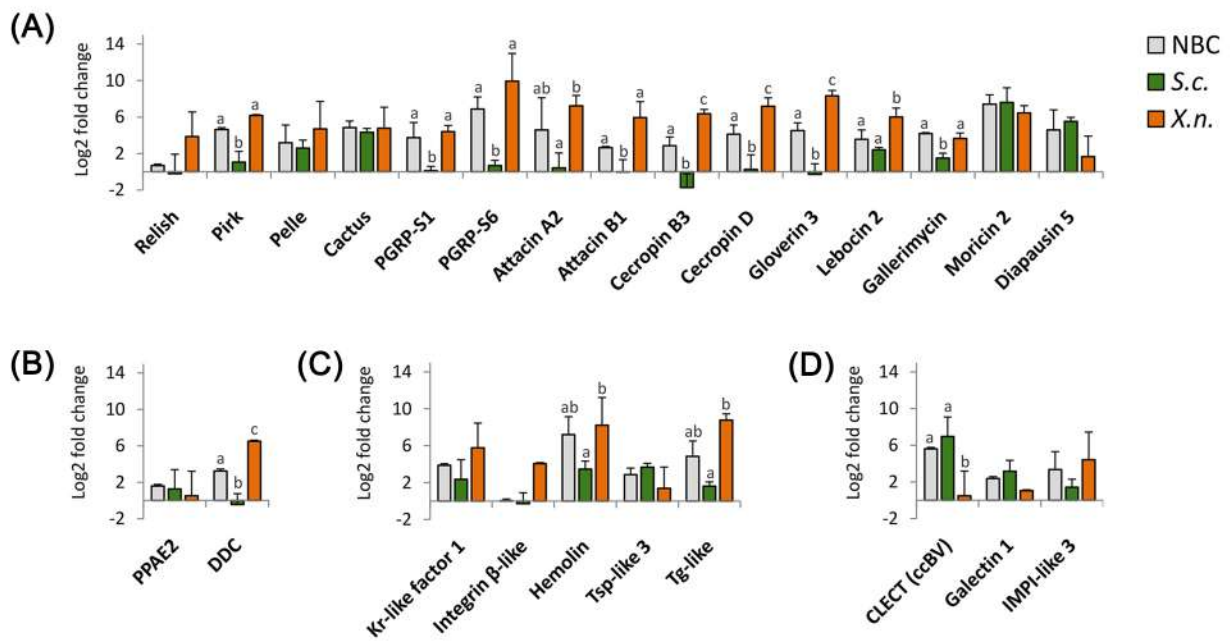 (A)
Log2 fold change
14
10
6
2
-2
a a b
a a b
a a b
ab b a
a a b
a c b
a c b
a c b
a b a
a a b
Relish
Pirk
Pelle
Cactus
PGRP-S1
PGRP-S6
Attacin A2
Attacin B1
Cecropin B3
Cecropin D
Gloverin 3
Lebocin 2
Gallerimycin
Moricin 2
Diapausin 5
NBC
S.c.
X.n.
(B)
Log2 fold change
14
10
6
2
-2
a b c
PPAE2
DDC
(C)
Log2 fold change
14
10
6
2
-2
ab a b
ab a b
Kr-like factor 1
Integrin β-like
Hemolin
Tsp-like 3
Tg-like
(D)
Log2 fold change
14
10
6
2
-2
a a b
CLECT (ccBV)
Galectin 1
IMPI-like 3